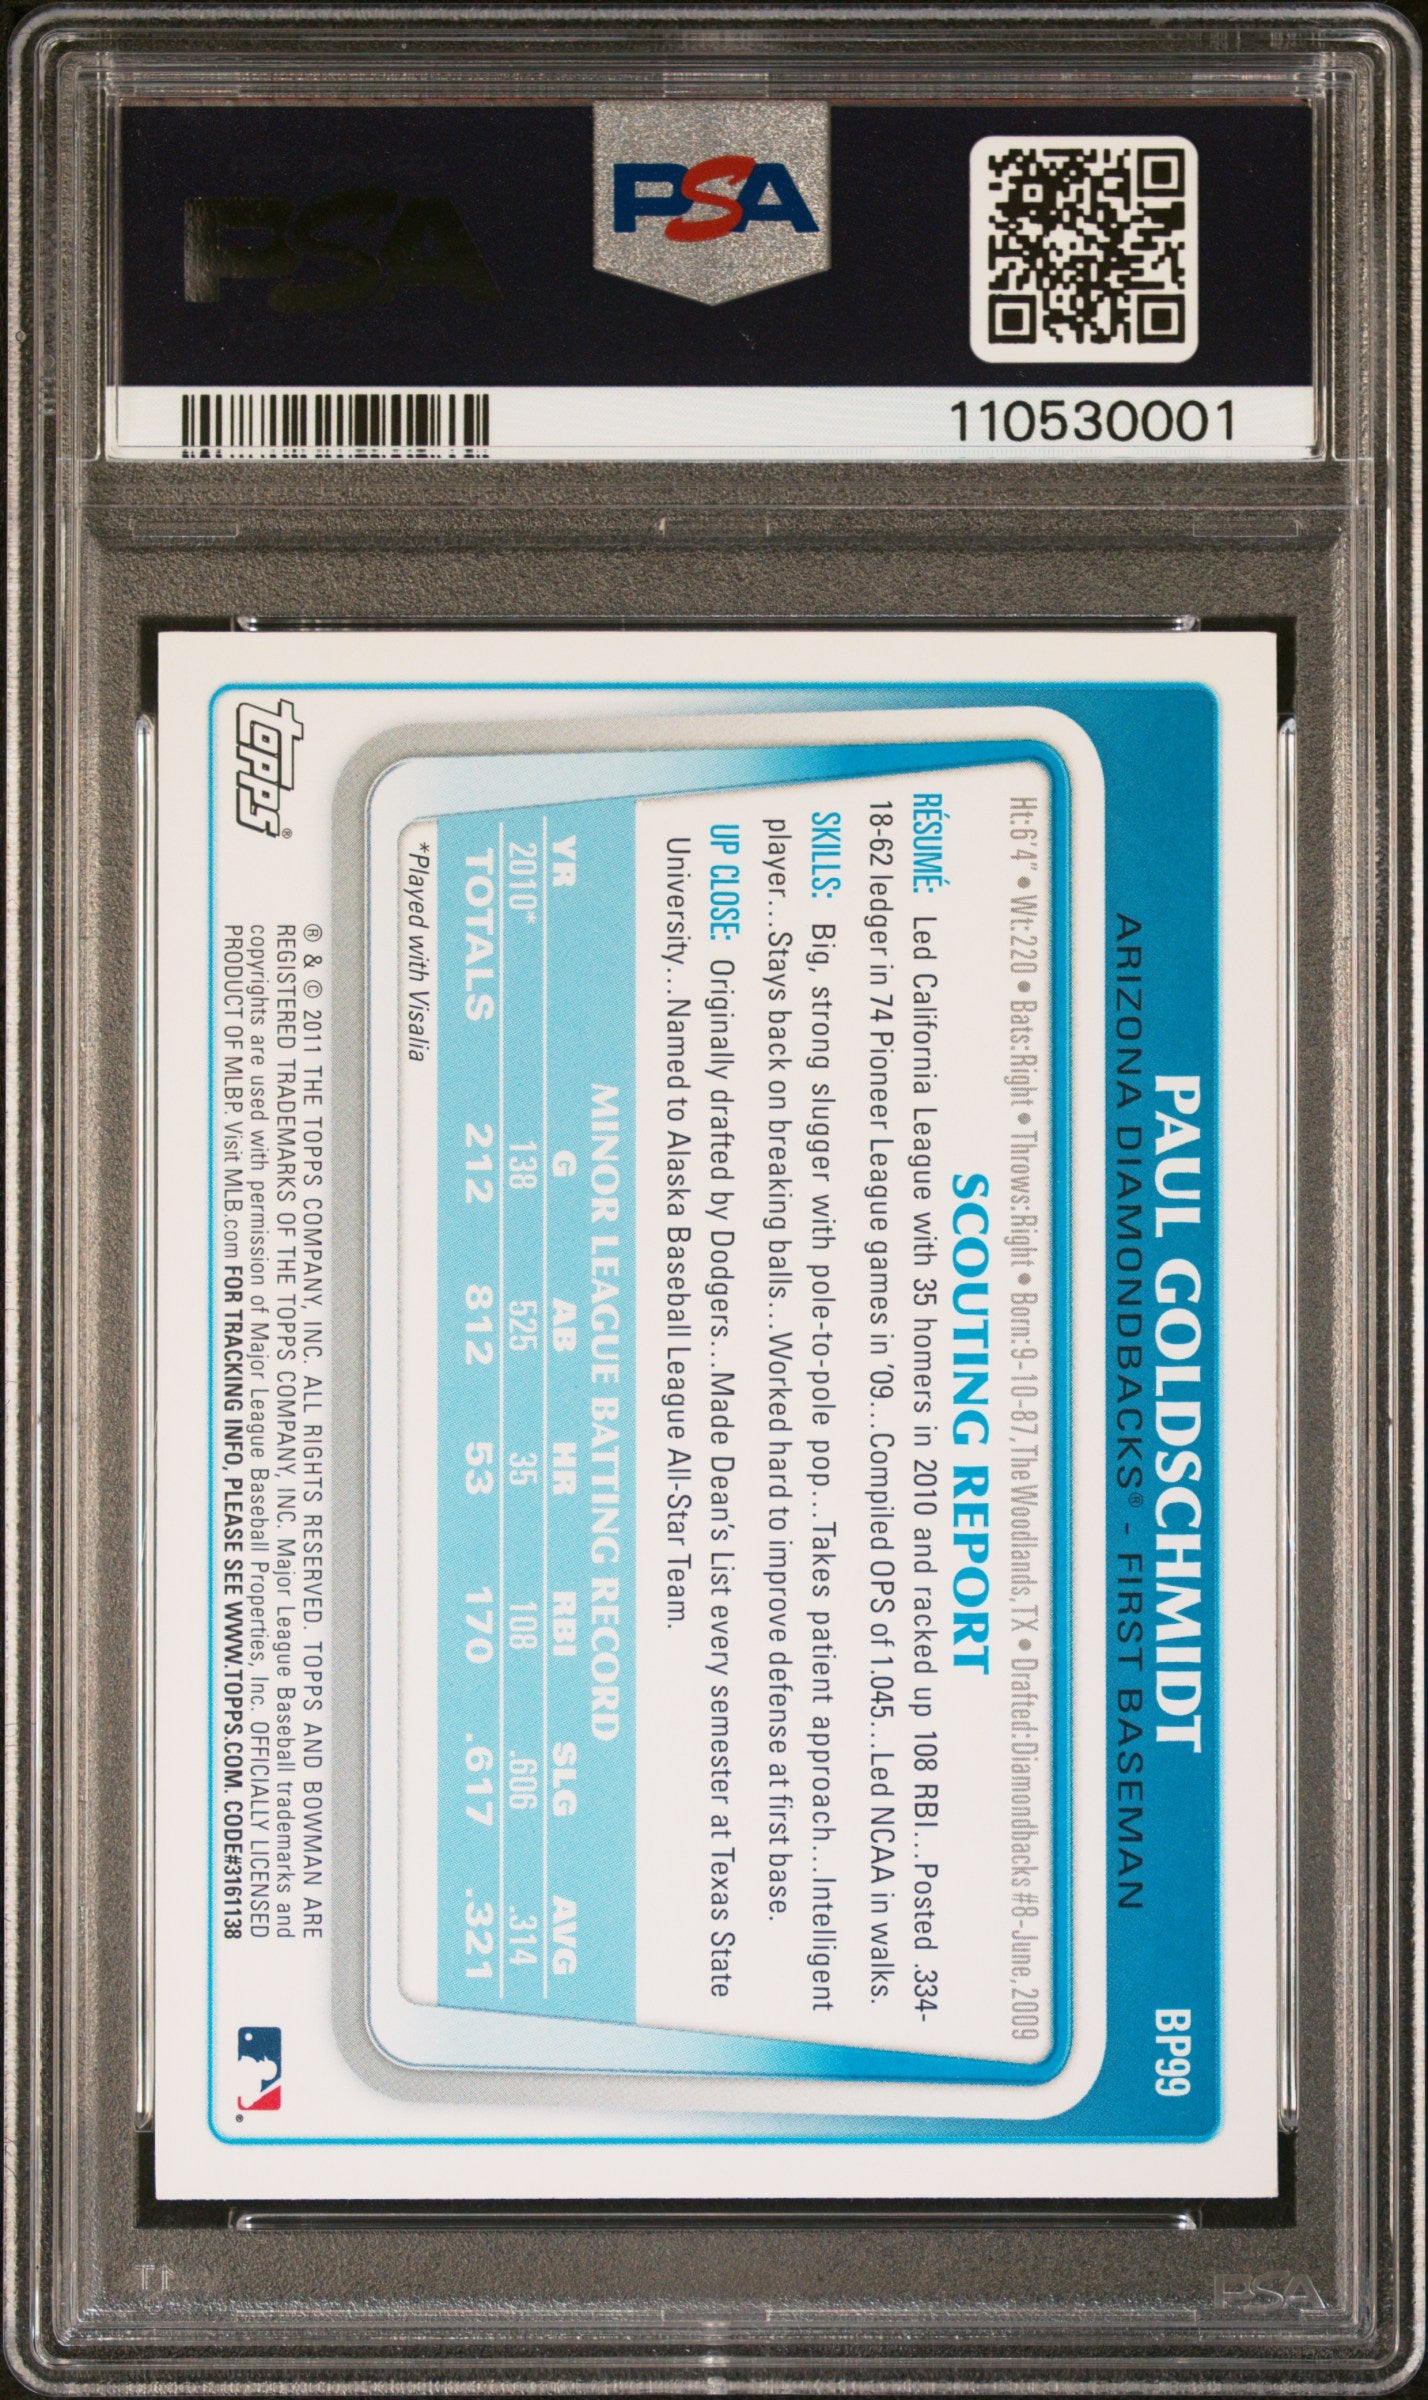 PSA
PSA
110530001
PAUL GOLDSCHMIDT
BP99
ARIZONA DIAMONDBACKS® - FIRST BASEMAN
Ht: 6'4" • Wt: 220 • Bats: Right • Throws: Right • Born: 9-10-87, The Woodlands, TX • Drafted: Diamondbacks #8-June, 2009
SCOUTING REPORT
RÉSUMÉ: Led California League with 35 homers in 2010 and racked up 108 RBI...Posted .334-
18-62 ledger in 74 Pioneer League games in '09...Compiled OPS of 1.045...Led NCAA in walks.
SKILLS: Big, strong slugger with pole-to-pole pop...Takes patient approach...Intelligent
player...Stays back on breaking balls...Worked hard to improve defense at first base.
UP CLOSE: Originally drafted by Dodgers...Made Dean's List every semester at Texas State
University...Named to Alaska Baseball League All-Star Team.
MINOR LEAGUE BATTING RECORD
YR G AB HR RBI SLG AVG
2010* 138 525 35 108 .606 .314
TOTALS 212 812 53 170 .617 .321
*Played with Visalia
topps®
® & © 2011 THE TOPPS COMPANY, INC. ALL RIGHTS RESERVED. TOPPS AND BOWMAN ARE
REGISTERED TRADEMARKS OF THE TOPPS COMPANY, INC. Major League Baseball trademarks and
copyrights are used with permission of Major League Baseball Properties, Inc. OFFICIALLY LICENSED
PRODUCT OF MLBP. Visit MLB.com FOR TRACKING INFO, PLEASE SEE WWW.TOPPS.COM. CODE#3161138
PSA